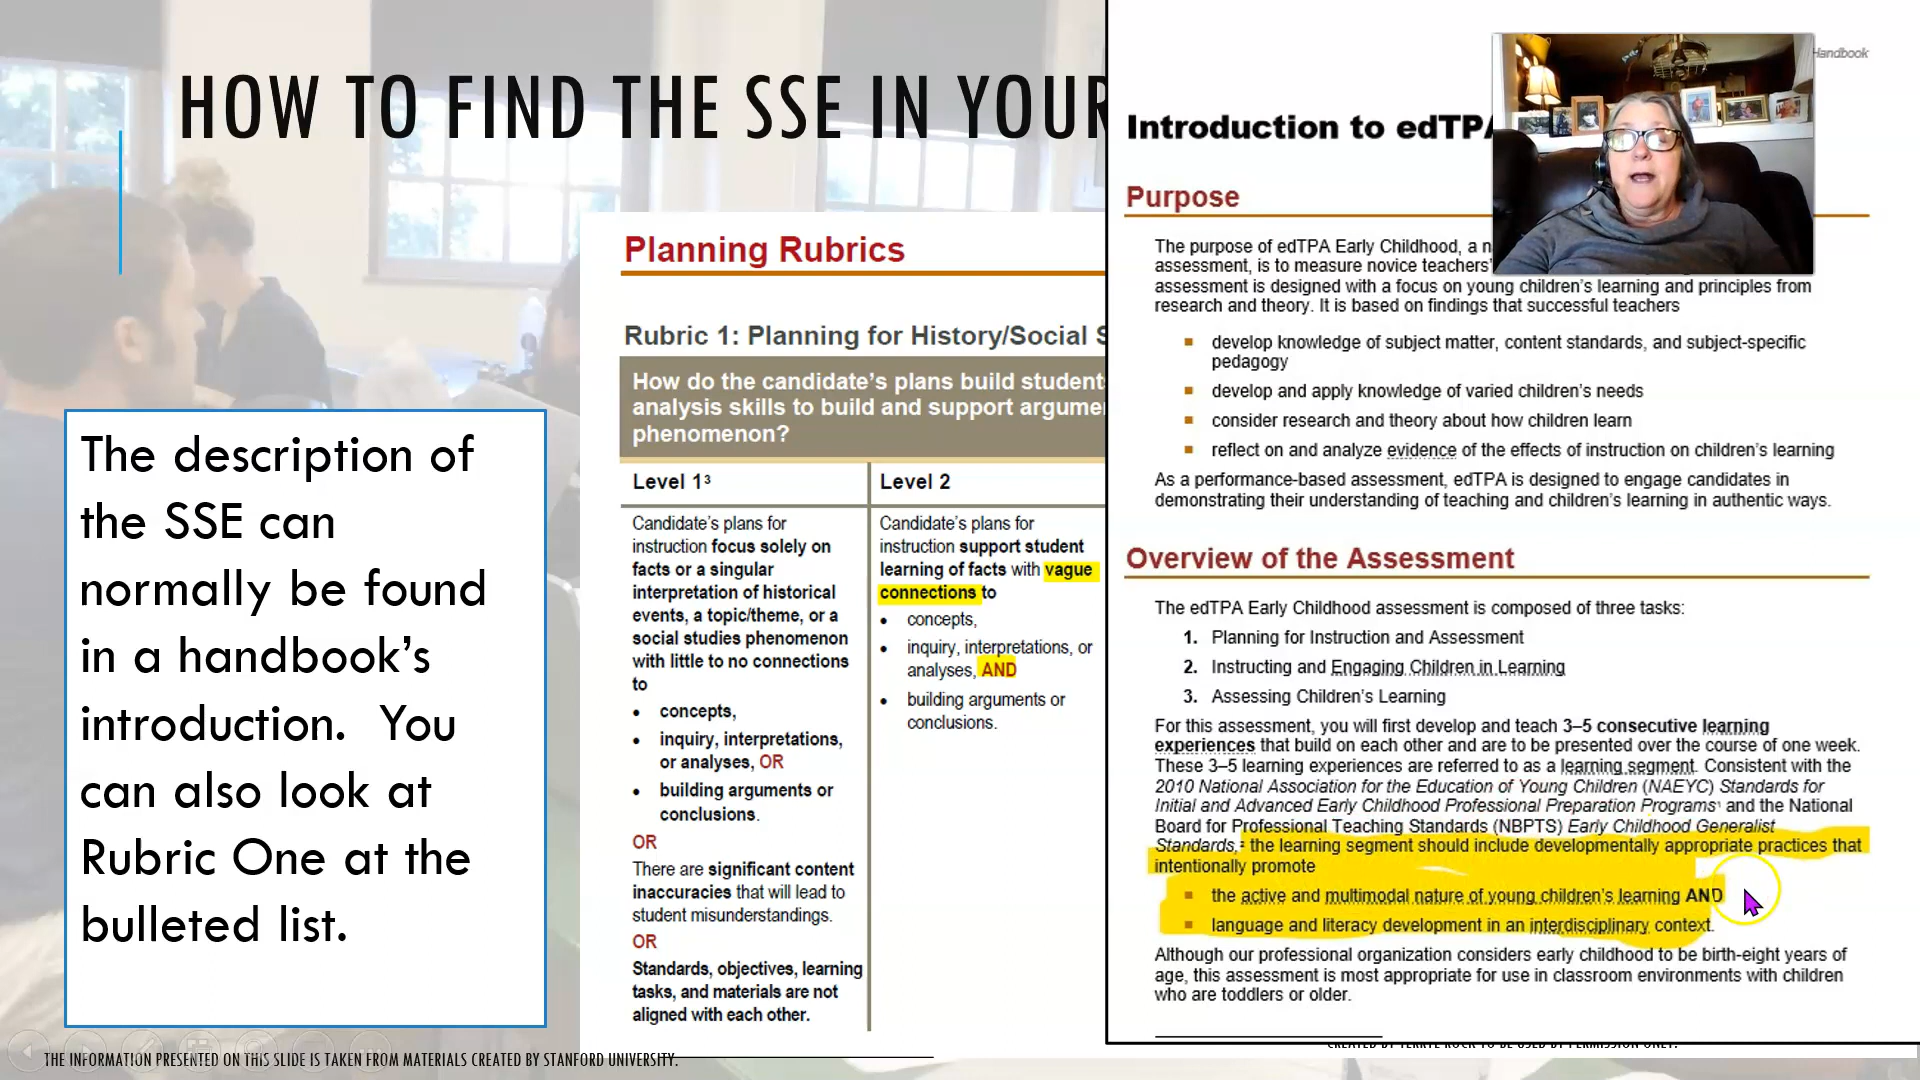 HOW TO FIND THE SSE IN YOUR
The description of
the SSE can
normally be found
in a handbook’s
introduction.  You
can also look at
Rubric One at the
bulleted list.
Planning Rubrics
Rubric 1: Planning for History/Social S
How do the candidate’s plans build student
analysis skills to build and support argume
phenomenon?
Level 1³
Candidate’s plans for
instruction focus solely on
facts or a singular
interpretation of historical
events, a topic/theme, or a
social studies phenomenon
with little to no connections
to
• concepts,
• inquiry, interpretations,
or analyses, OR
• building arguments or
conclusions.
OR
There are significant content
inaccuracies that will lead to
student misunderstandings.
OR
Standards, objectives, learning
tasks, and materials are not
aligned with each other.
Level 2
Candidate’s plans for
instruction support student
learning of facts with vague
connections to
• concepts,
• inquiry, interpretations, or
analyses, AND
• building arguments or
conclusions.
Handbook
Introduction to edTPA
Purpose
The purpose of edTPA Early Childhood, a n
assessment, is to measure novice teachers’
assessment is designed with a focus on young children’s learning and principles from
research and theory. It is based on findings that successful teachers
▪ develop knowledge of subject matter, content standards, and subject-specific
pedagogy
▪ develop and apply knowledge of varied children’s needs
▪ consider research and theory about how children learn
▪ reflect on and analyze evidence of the effects of instruction on children’s learning
As a performance-based assessment, edTPA is designed to engage candidates in
demonstrating their understanding of teaching and children’s learning in authentic ways.
Overview of the Assessment
The edTPA Early Childhood assessment is composed of three tasks:
1. Planning for Instruction and Assessment
2. Instructing and Engaging Children in Learning
3. Assessing Children’s Learning
For this assessment, you will first develop and teach 3–5 consecutive learning
experiences that build on each other and are to be presented over the course of one week.
These 3–5 learning experiences are referred to as a learning segment. Consistent with the
2010 National Association for the Education of Young Children (NAEYC) Standards for
Initial and Advanced Early Childhood Professional Preparation Programs¹ and the National
Board for Professional Teaching Standards (NBPTS) Early Childhood Generalist
Standards,² the learning segment should include developmentally appropriate practices that
intentionally promote
▪ the active and multimodal nature of young children’s learning AND
▪ language and literacy development in an interdisciplinary context.
Although our professional organization considers early childhood to be birth-eight years of
age, this assessment is most appropriate for use in classroom environments with children
who are toddlers or older.
THE INFORMATION PRESENTED ON THIS SLIDE IS TAKEN FROM MATERIALS CREATED BY STANFORD UNIVERSITY.